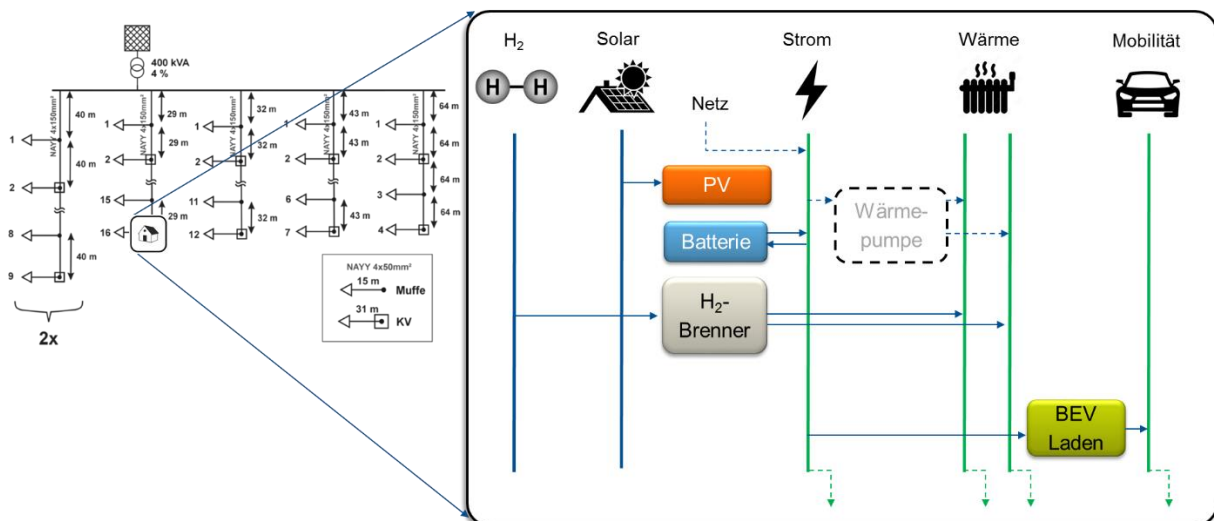 400 kVA
4 %
NAYY 4x150mm²
40 m
1
40 m
2
8
40 m
9
2x
NAYY 4x150mm²
29 m
1
29 m
2
15
29 m
16
NAYY 4x150mm²
32 m
1
32 m
2
11
32 m
12
NAYY 4x150mm²
43 m
1
43 m
2
6
43 m
7
NAYY 4x150mm²
64 m
1
64 m
2
64 m
3
64 m
4
NAYY 4x50mm²
15 m
Muffe
31 m
KV
H₂
Solar
Strom
Wärme
Mobilität
H H
Netz
PV
Wärme-
pumpe
Batterie
H₂-
Brenner
BEV
Laden